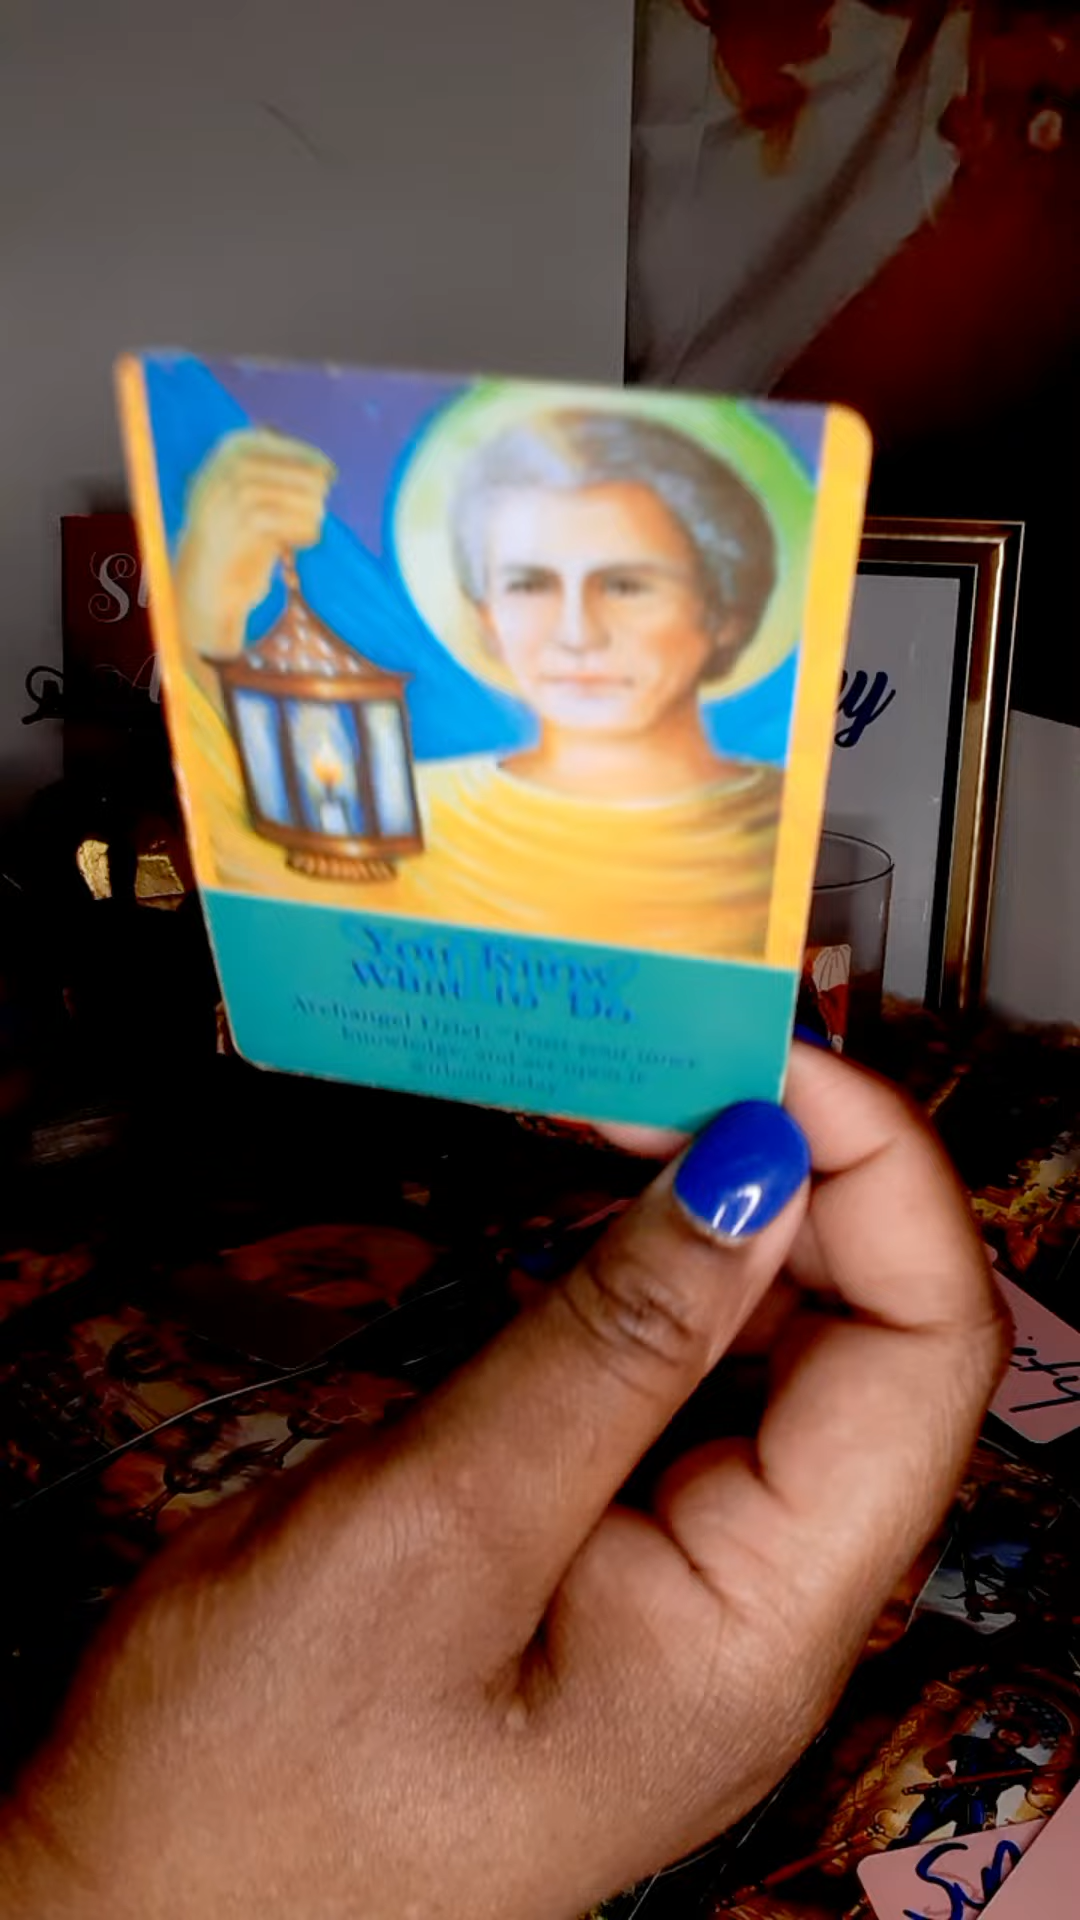 You Know
What to Do
Archangel Uriel: "Trust your inner
knowledge, and act upon it
without delay